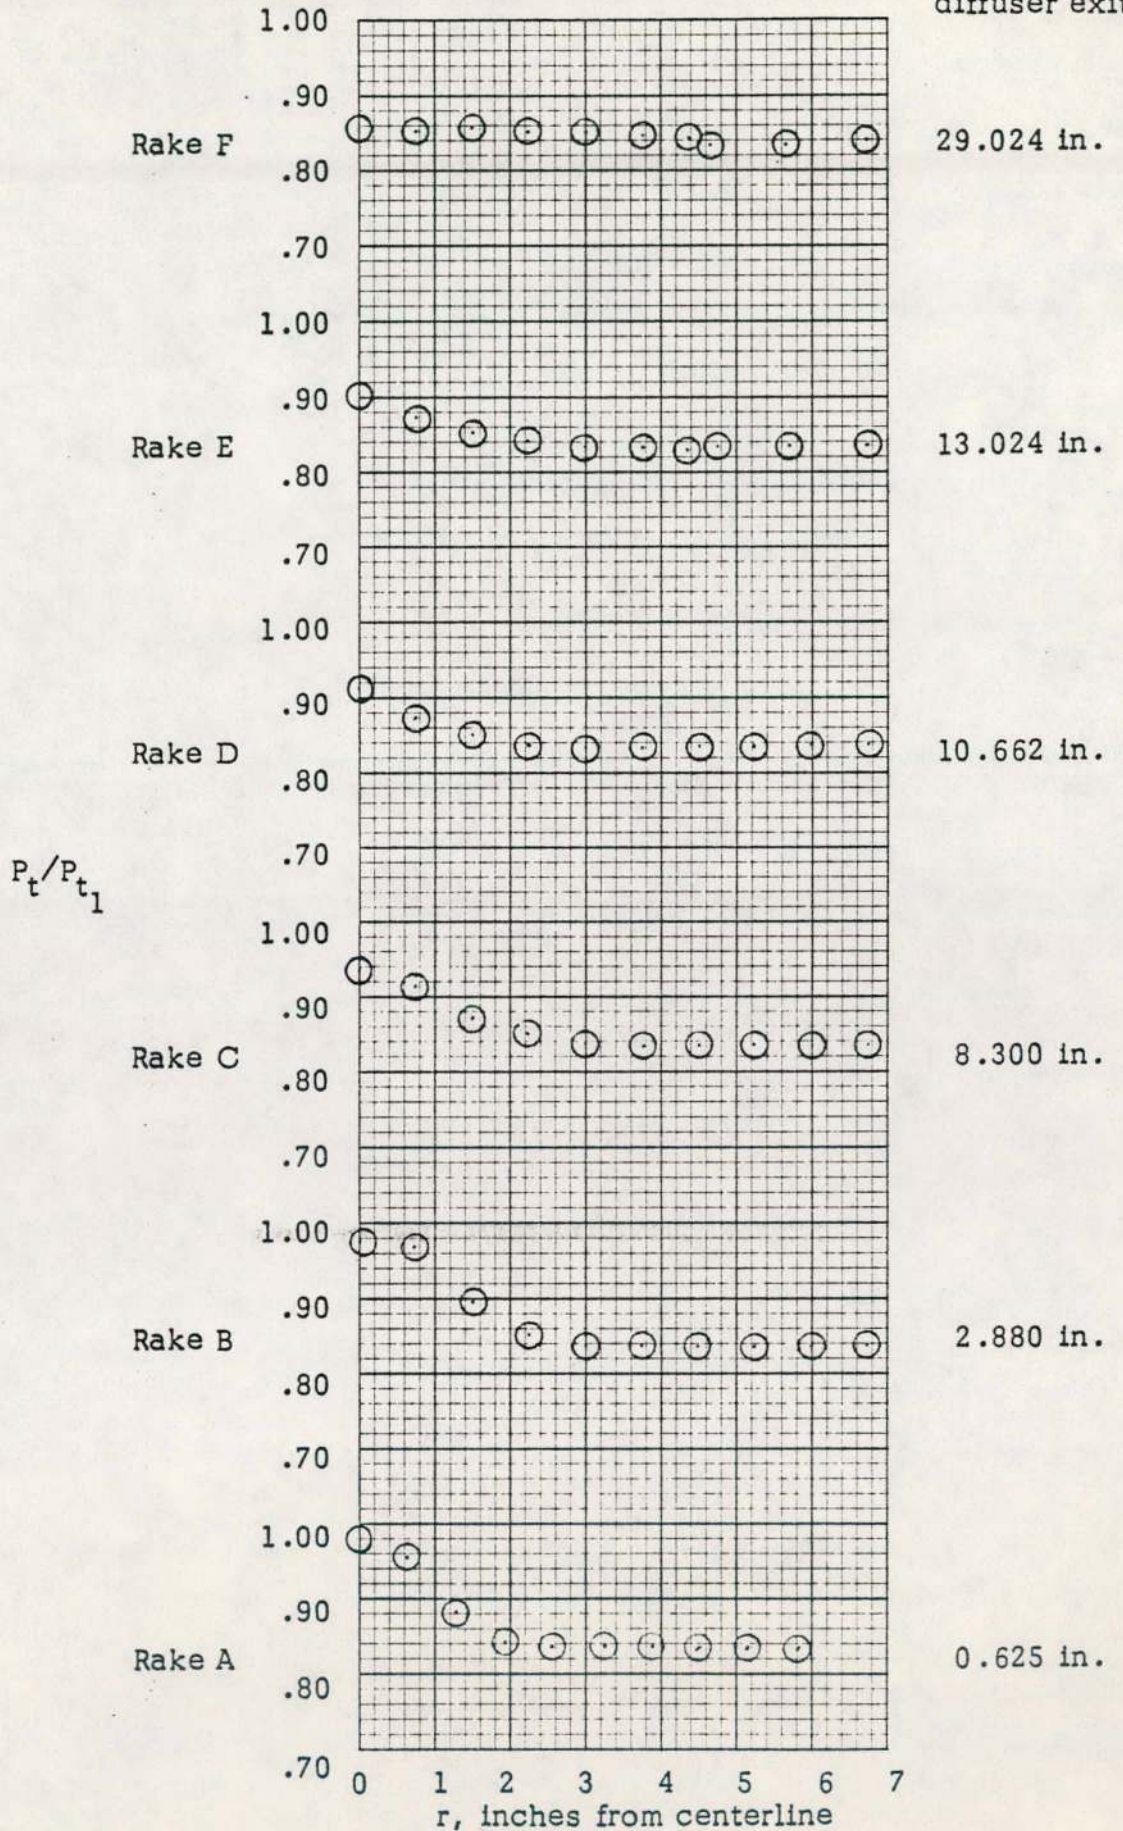 diffuser exit
1.00
.90
Rake F
29.024 in.
.80
.70
1.00
.90
Rake E
13.024 in.
.80
.70
1.00
.90
Rake D
10.662 in.
.80
.70
P_t/P_t_1
1.00
.90
Rake C
8.300 in.
.80
.70
1.00
.90
Rake B
2.880 in.
.80
.70
1.00
.90
Rake A
0.625 in.
.80
.70
0 1 2 3 4 5 6 7
r, inches from centerline